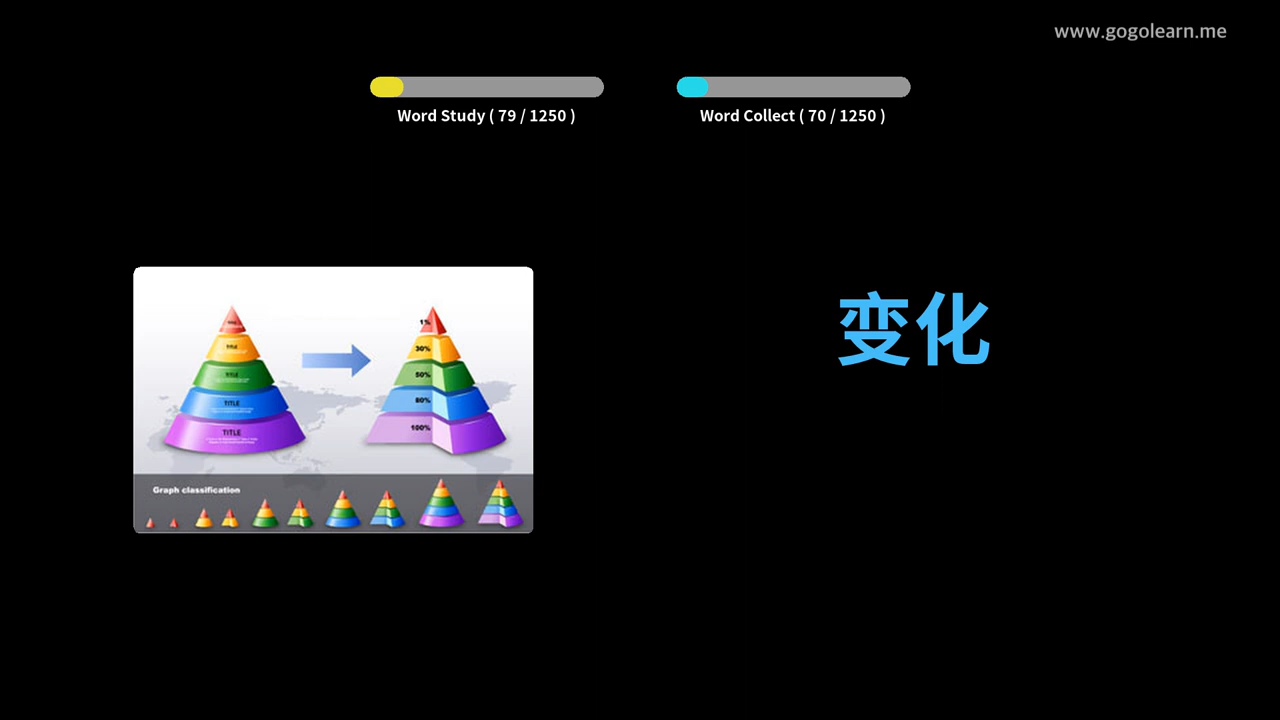 www.gogolearn.me
Word Study ( 79 / 1250 )
Word Collect ( 70 / 1250 )
变化
TITLE
TITLE
TITLE
TITLE
1%
30%
50%
80%
100%
Graph classification